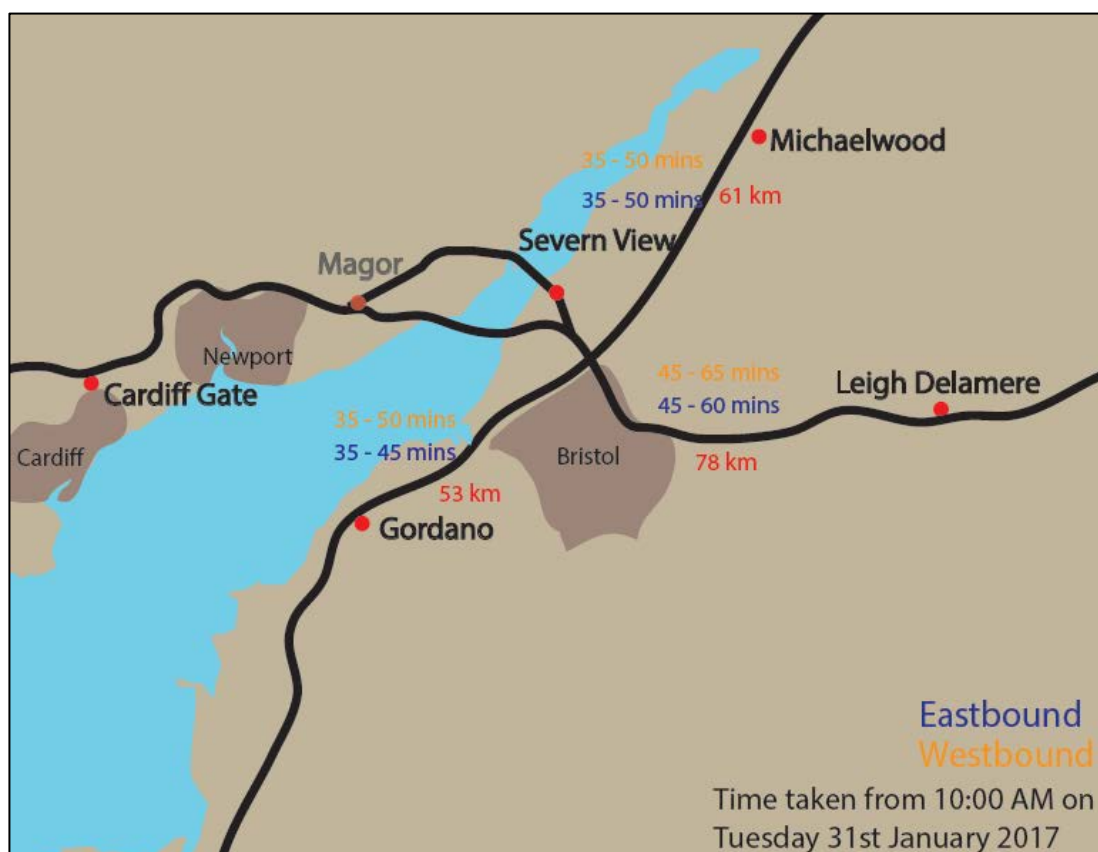 Michaelwood
35 - 50 mins
35 - 50 mins
61 km
Severn View
Magor
Newport
Cardiff Gate
45 - 65 mins
45 - 60 mins
Leigh Delamere
35 - 50 mins
35 - 45 mins
Cardiff
Bristol
78 km
53 km
Gordano
Eastbound
Westbound
Time taken from 10:00 AM on
Tuesday 31st January 2017